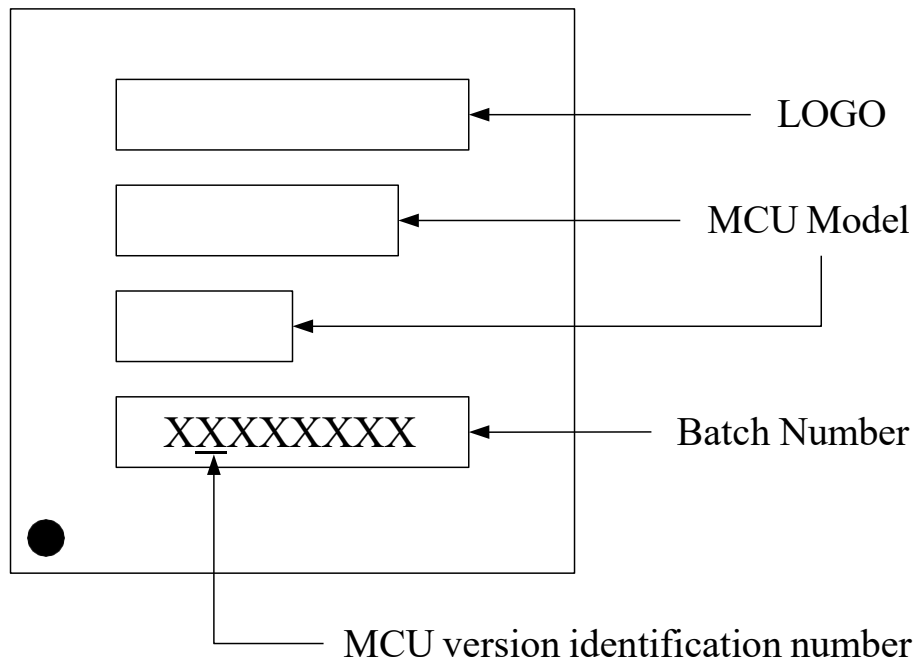 LOGO
MCU Model
XXXXXXXX
Batch Number
MCU version identification number